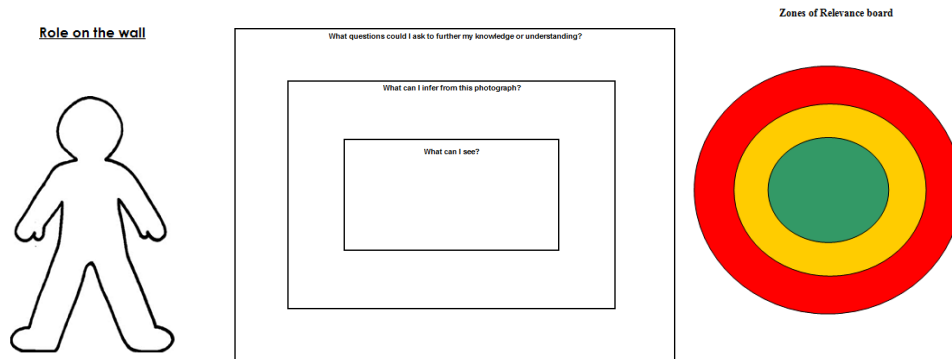 Role on the wall
What questions could I ask to further my knowledge or understanding?
What can I infer from this photograph?
What can I see?
Zones of Relevance board